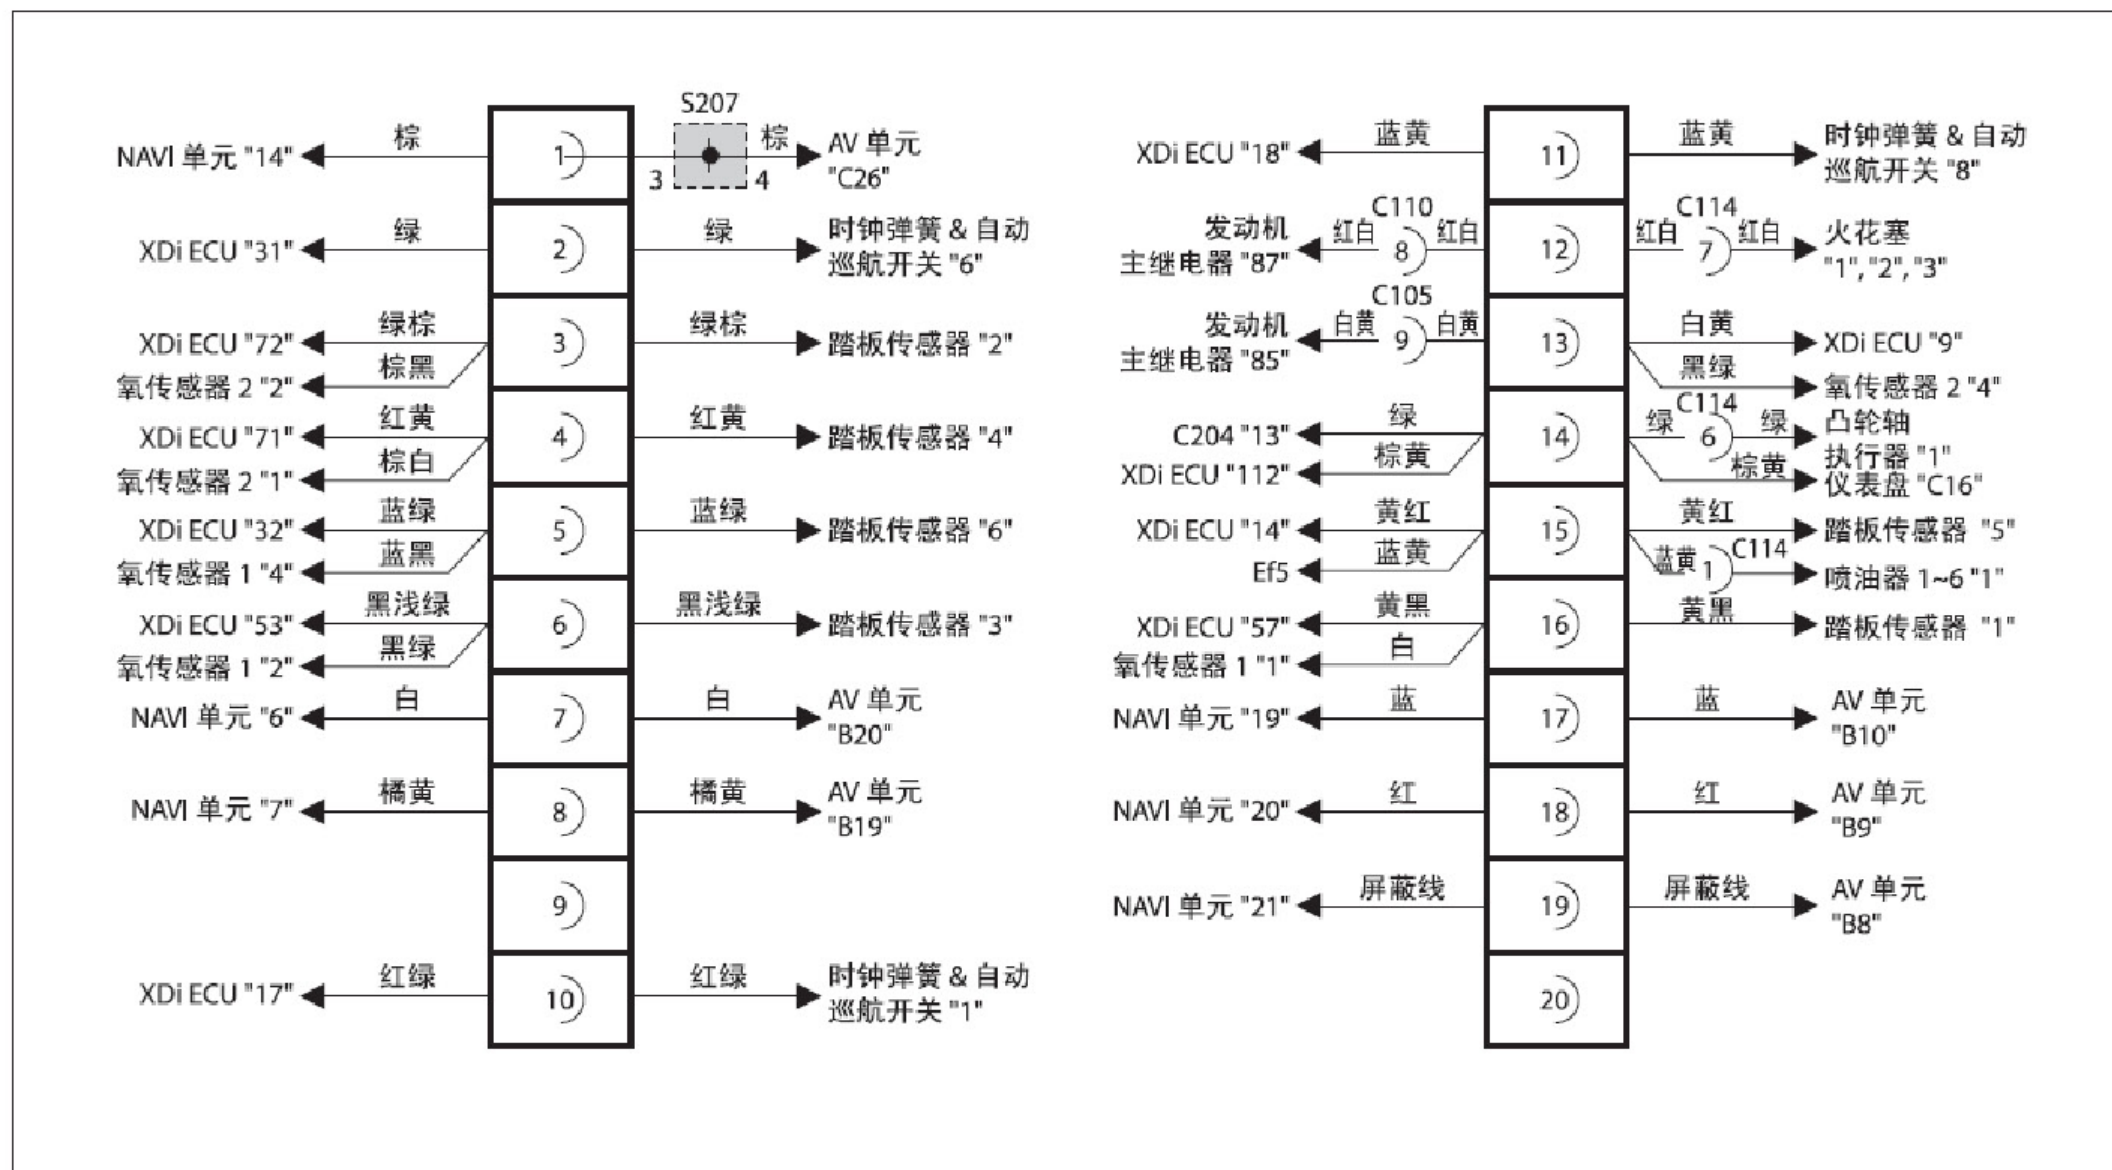 S207
NAVI 单元 "14"
棕
1
棕
AV 单元
"C26"
3
4
XDi ECU "31"
绿
2
绿
时钟弹簧 & 自动
巡航开关 "6"
XDi ECU "72"
绿棕
3
绿棕
踏板传感器 "2"
氧传感器 2 "2"
棕黑
XDi ECU "71"
红黄
4
红黄
踏板传感器 "4"
氧传感器 2 "1"
棕白
XDi ECU "32"
蓝绿
5
蓝绿
踏板传感器 "6"
氧传感器 1 "4"
蓝黑
XDi ECU "53"
黑浅绿
6
黑浅绿
踏板传感器 "3"
氧传感器 1 "2"
黑绿
NAVI 单元 "6"
白
7
白
AV 单元
"B20"
NAVI 单元 "7"
橘黄
8
橘黄
AV 单元
"B19"
9
XDi ECU "17"
红绿
10
红绿
时钟弹簧 & 自动
巡航开关 "1"
XDi ECU "18"
蓝黄
11
蓝黄
时钟弹簧 & 自动
巡航开关 "8"
发动机
主继电器 "87"
C110
红白
8
红白
12
C114
红白
7
红白
火花塞
"1", "2", "3"
发动机
主继电器 "85"
C105
白黄
9
白黄
13
白黄
XDi ECU "9"
黑绿
氧传感器 2 "4"
C204 "13"
绿
XDi ECU "112"
棕黄
14
C114
绿
6
绿
凸轮轴
执行器 "1"
棕黄
仪表盘 "C16"
XDi ECU "14"
黄红
Ef5
蓝黄
15
黄红
踏板传感器 "5"
蓝黄
1
C114
喷油器 1~6 "1"
XDi ECU "57"
黄黑
氧传感器 1 "1"
白
16
黄黑
踏板传感器 "1"
NAVI 单元 "19"
蓝
17
蓝
AV 单元
"B10"
NAVI 单元 "20"
红
18
红
AV 单元
"B9"
NAVI 单元 "21"
屏蔽线
19
屏蔽线
AV 单元
"B8"
20